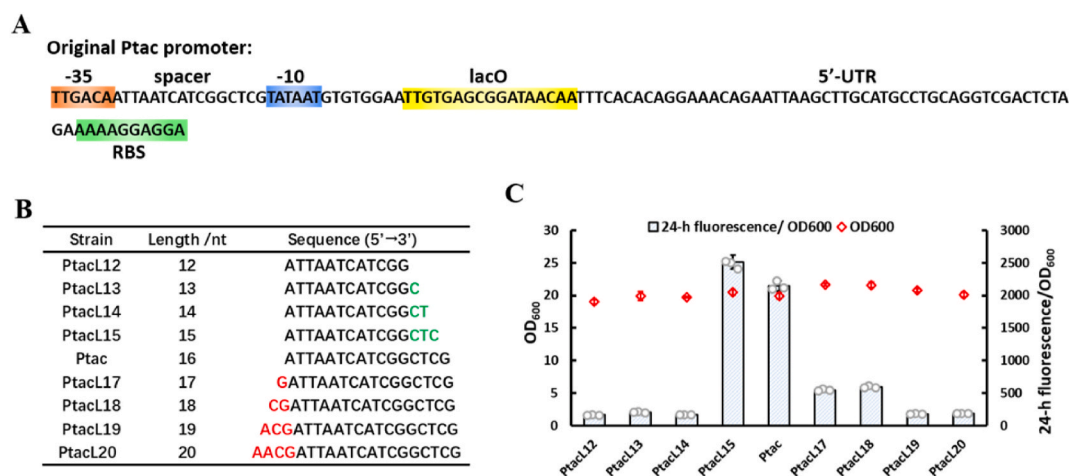 A
Original Ptac promoter:
-35 spacer -10 lacO 5'-UTR
TTGACAATTAATCATCGGCTCGTATAATGTGTGGAATTGTGAGCGGATAACAATTTCACACAGGAAACAGAATTAAGCTTGCATGCCTGCAGGTCGACTCTA
GAAAAAGGAGGA
RBS
B
Strain Length /nt Sequence (5'→3')
PtacL12 12 ATTAATCATCGG
PtacL13 13 ATTAATCATCGGC
PtacL14 14 ATTAATCATCGGCT
PtacL15 15 ATTAATCATCGGCTC
Ptac 16 ATTAATCATCGGCTCG
PtacL17 17 GATTAATCATCGGCTCG
PtacL18 18 CGATTAATCATCGGCTCG
PtacL19 19 ACGATTAATCATCGGCTCG
PtacL20 20 AACGATTAATCATCGGCTCG
C
24-h fluorescence/ OD600 OD600
30 3000
25 2500
20 2000
15 1500
10 1000
5 500
0 0
OD600
24-h fluorescence/OD600
PtacL12 PtacL13 PtacL14 PtacL15 Ptac PtacL17 PtacL18 PtacL19 PtacL20